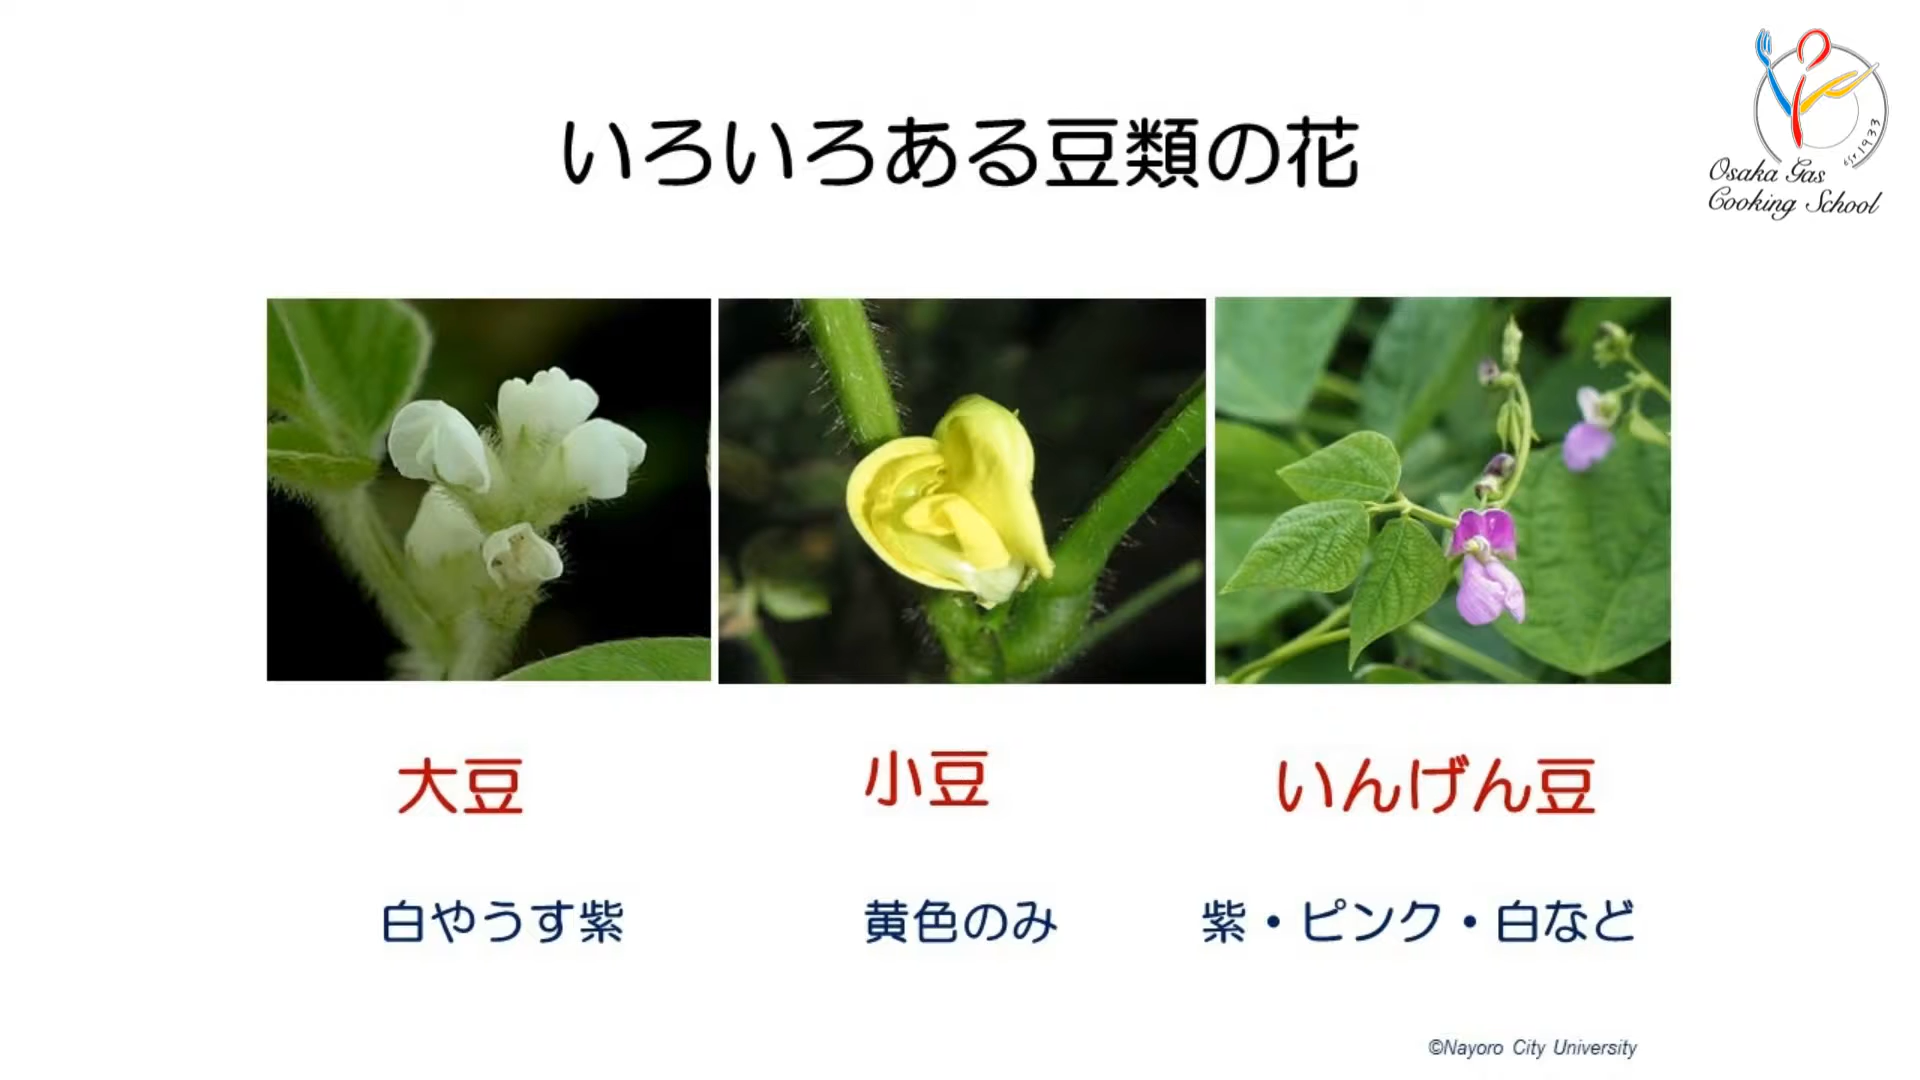 いろいろある豆類の花
Est.1933
Osaka Gas
Cooking School
大豆
小豆
いんげん豆
白やうす紫
黄色のみ
紫・ピンク・白など
©Nayoro City University